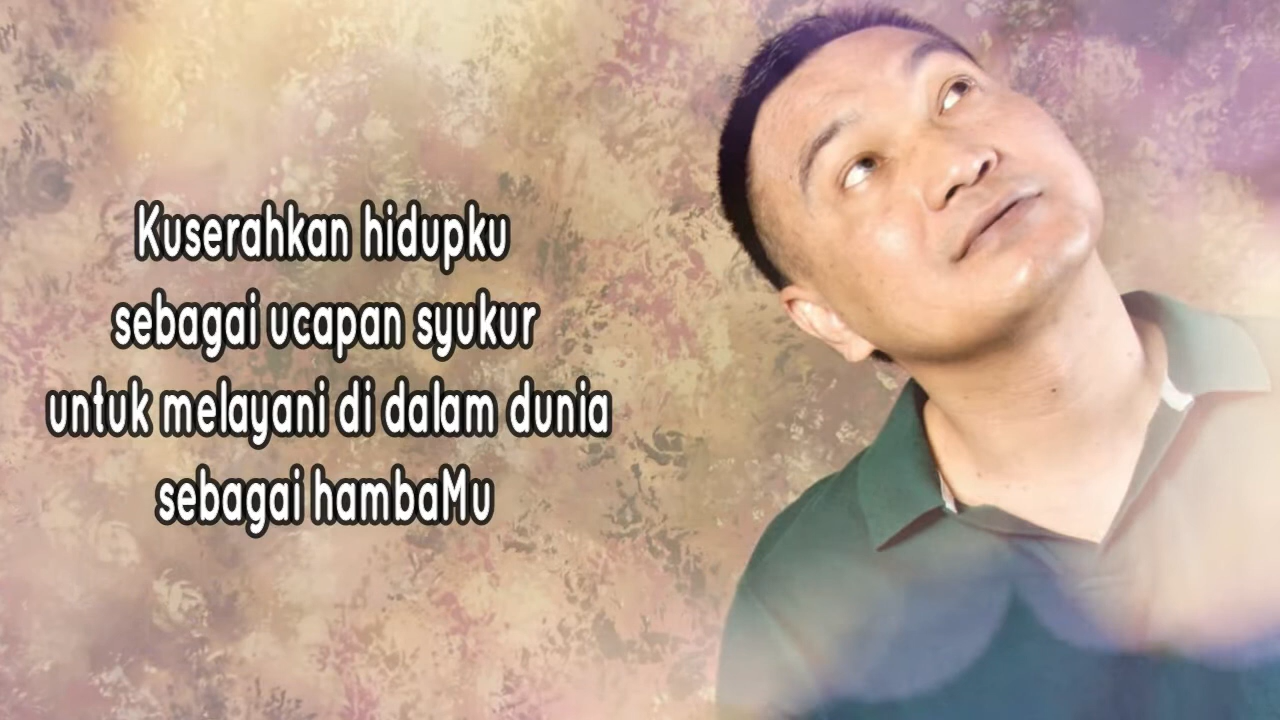 Kuserahkan hidupku
sebagai ucapan syukur
untuk melayani di dalam dunia
sebagai hambaMu